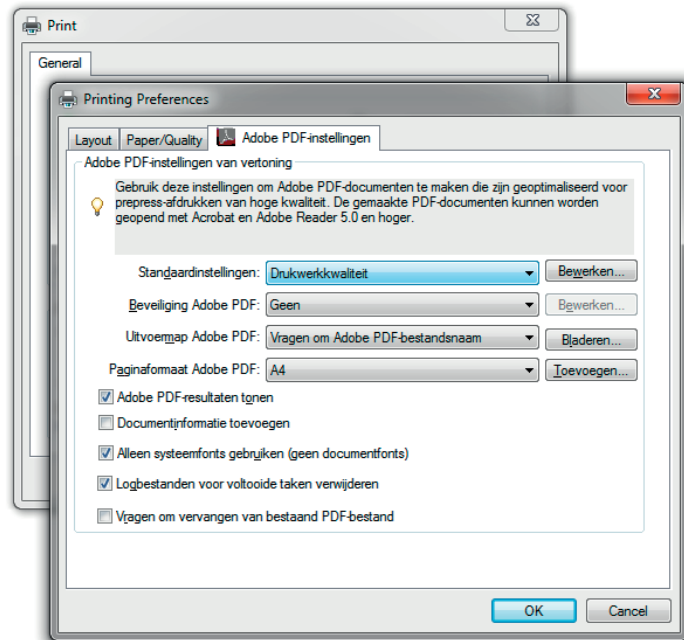 Print
General
Printing Preferences
Layout Paper/Quality Adobe PDF-instellingen
Adobe PDF-instellingen van vertoning
Gebruik deze instellingen om Adobe PDF-documenten te maken die zijn geoptimaliseerd voor
prepress-afdrukken van hoge kwaliteit. De gemaakte PDF-documenten kunnen worden
geopend met Acrobat en Adobe Reader 5.0 en hoger.
Standaardinstellingen: Drukwerkkwaliteit Bewerken...
Beveiliging Adobe PDF: Geen Bewerken...
Uitvoermap Adobe PDF: Vragen om Adobe PDF-bestandsnaam Bladeren...
Paginaformaat Adobe PDF: A4 Toevoegen...
Adobe PDF-resultaten tonen
Documentinformatie toevoegen
Alleen systeemfonts gebruiken (geen documentfonts)
Logbestanden voor voltooide taken verwijderen
Vragen om vervangen van bestaand PDF-bestand
OK Cancel